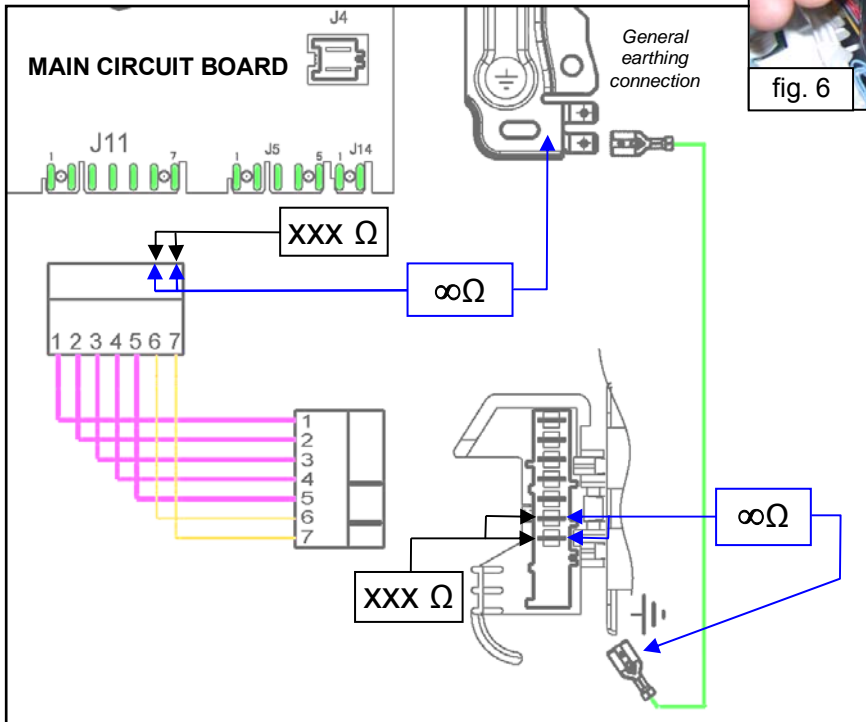 J4
MAIN CIRCUIT BOARD
General
earthing
connection
fig. 6
J11
J5
J14
1 7 1 5 1
xxx Ω
∞Ω
1 2 3 4 5 6 7
1
2
3
4
5
6
7
∞Ω
xxx Ω